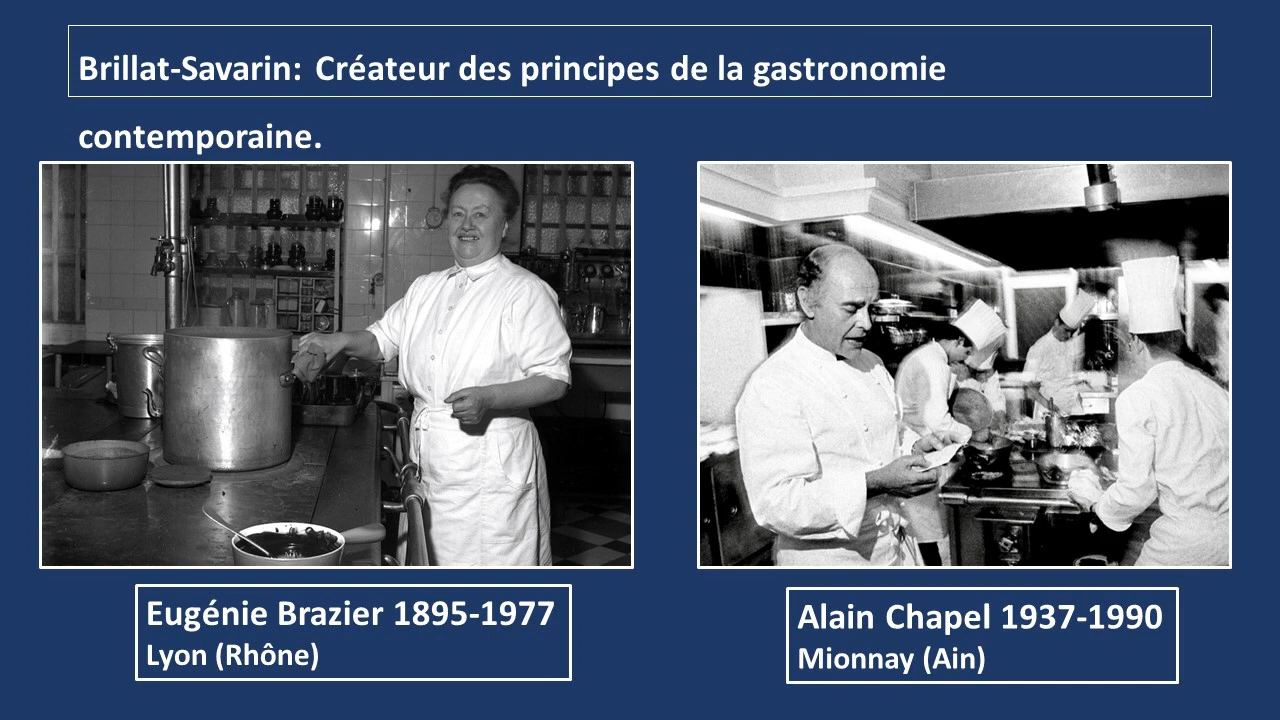 Brillat-Savarin: Créateur des principes de la gastronomie
contemporaine.
Eugénie Brazier 1895-1977
Lyon (Rhône)
Alain Chapel 1937-1990
Mionnay (Ain)